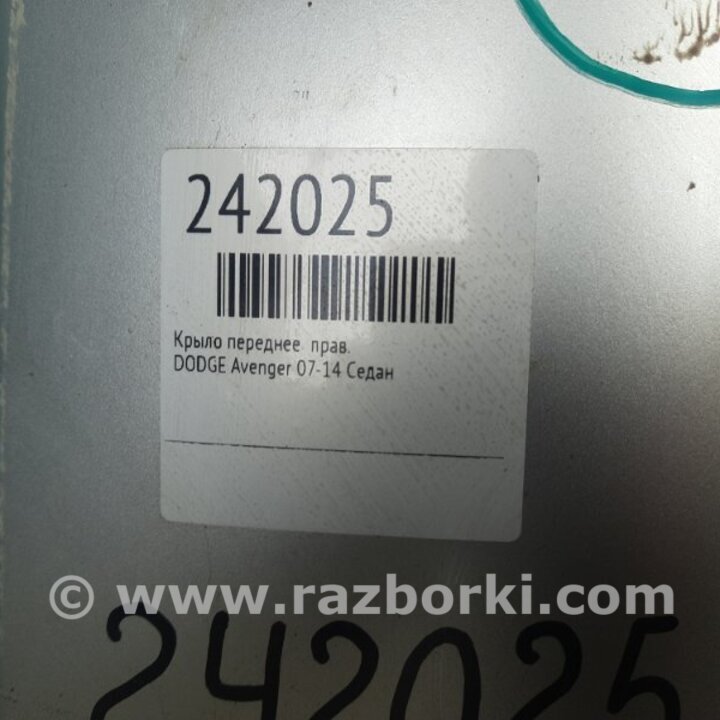 242025
Крыло переднее прав.
DODGE Avenger 07-14 Седан
© www.razborki.com
242025